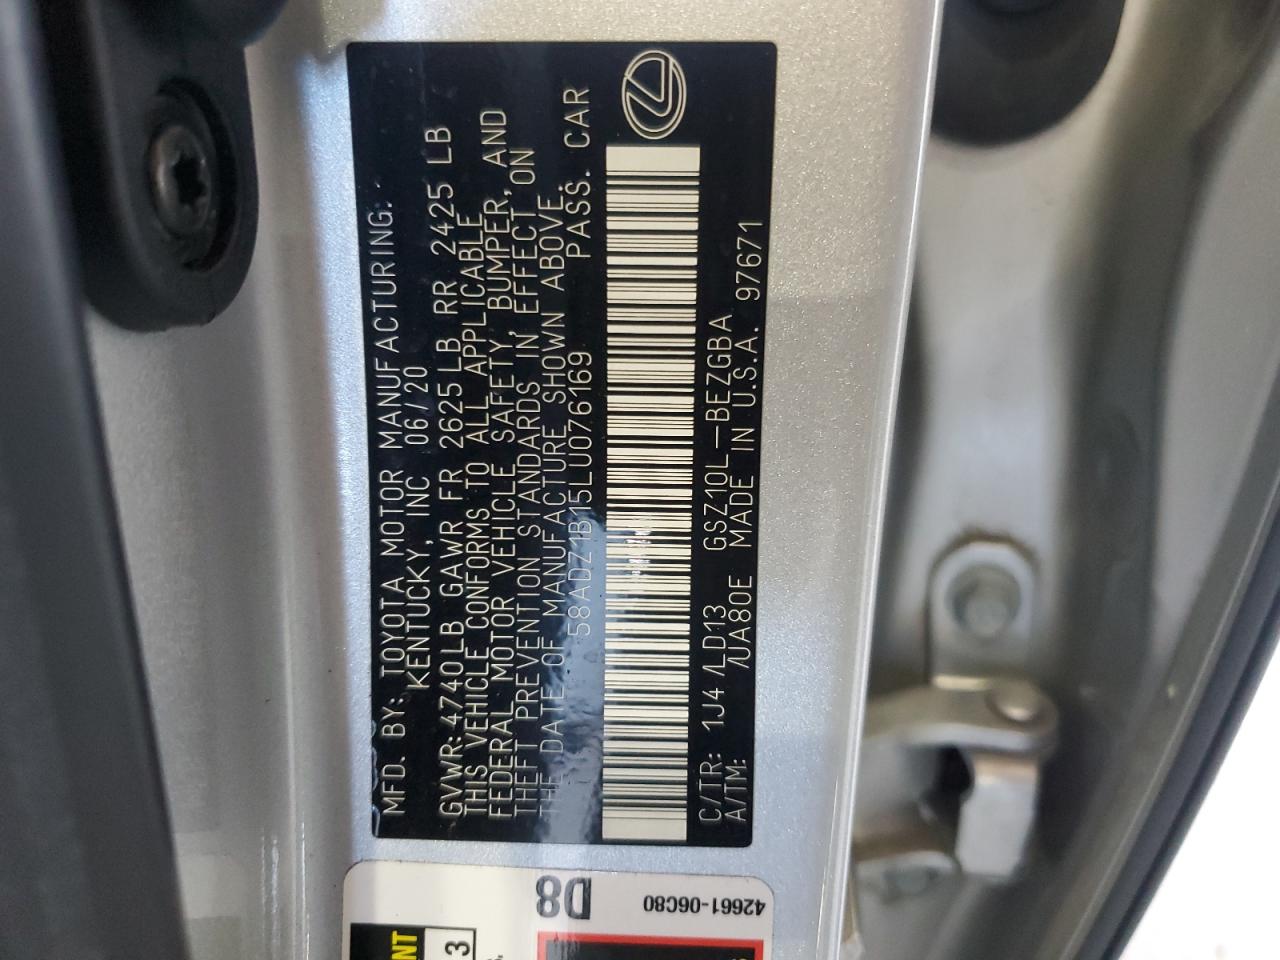 MFD. BY: TOYOTA MOTOR MANUFACTURING:
KENTUCKY, INC 06/20
GVWR: 4740LB GAWR FR 2625LB RR 2425 LB
THIS VEHICLE CONFORMS TO ALL APPLICABLE
FEDERAL MOTOR VEHICLE SAFETY, BUMPER, AND
THEFT PREVENTION STANDARDS IN EFFECT ON
THE DATE OF MANUFACTURE SHOWN ABOVE.
58ADZ1B15LU076169 PASS. CAR
C/TR: 1J4 /LD13 GSZ10L-BEZGBA
A/TM: /UA80E MADE IN U.S.A. 97671
D8
42661-06C80
3